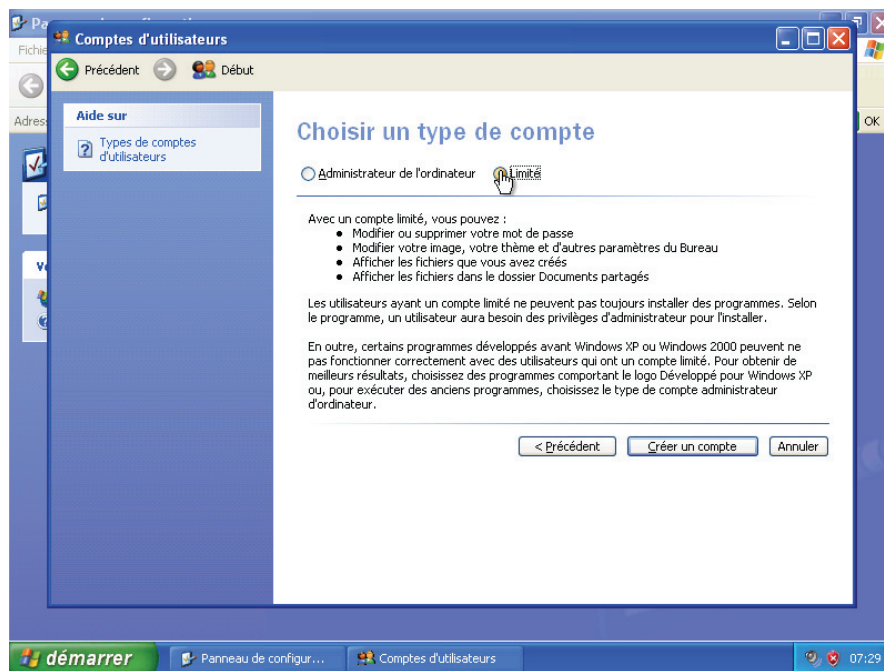 Pa
Comptes d'utilisateurs
Fichie
Précédent
Début
Adres
OK
Aide sur
Types de comptes
d'utilisateurs
Choisir un type de compte
Administrateur de l'ordinateur
Limité
Avec un compte limité, vous pouvez :
• Modifier ou supprimer votre mot de passe
• Modifier votre image, votre thème et d'autres paramètres du Bureau
• Afficher les fichiers que vous avez créés
• Afficher les fichiers dans le dossier Documents partagés
Les utilisateurs ayant un compte limité ne peuvent pas toujours installer des programmes. Selon
le programme, un utilisateur aura besoin des privilèges d'administrateur pour l'installer.
En outre, certains programmes développés avant Windows XP ou Windows 2000 peuvent ne
pas fonctionner correctement avec des utilisateurs qui ont un compte limité. Pour obtenir de
meilleurs résultats, choisissez des programmes comportant le logo Développé pour Windows XP
ou, pour exécuter des anciens programmes, choisissez le type de compte administrateur
d'ordinateur.
< Précédent
Créer un compte
Annuler
démarrer
Panneau de configur...
Comptes d'utilisateurs
07:29